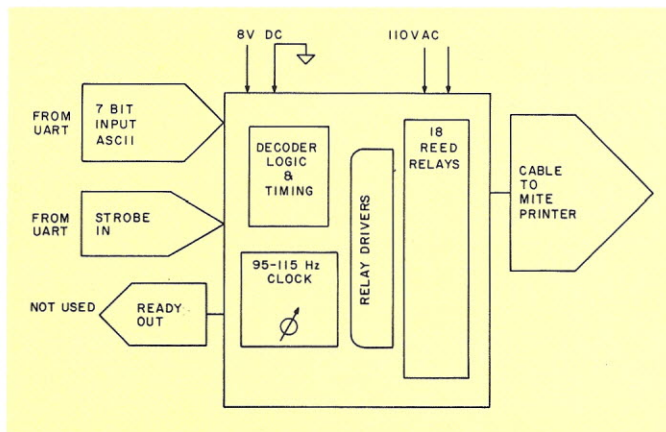 8V DC
110VAC
FROM
UART
7 BIT
INPUT
ASCII
DECODER
LOGIC
&
TIMING
18
REED
RELAYS
CABLE
TO
MITE
PRINTER
FROM
UART
STROBE
IN
RELAY DRIVERS
95-115 Hz
CLOCK
NOT USED
READY
OUT